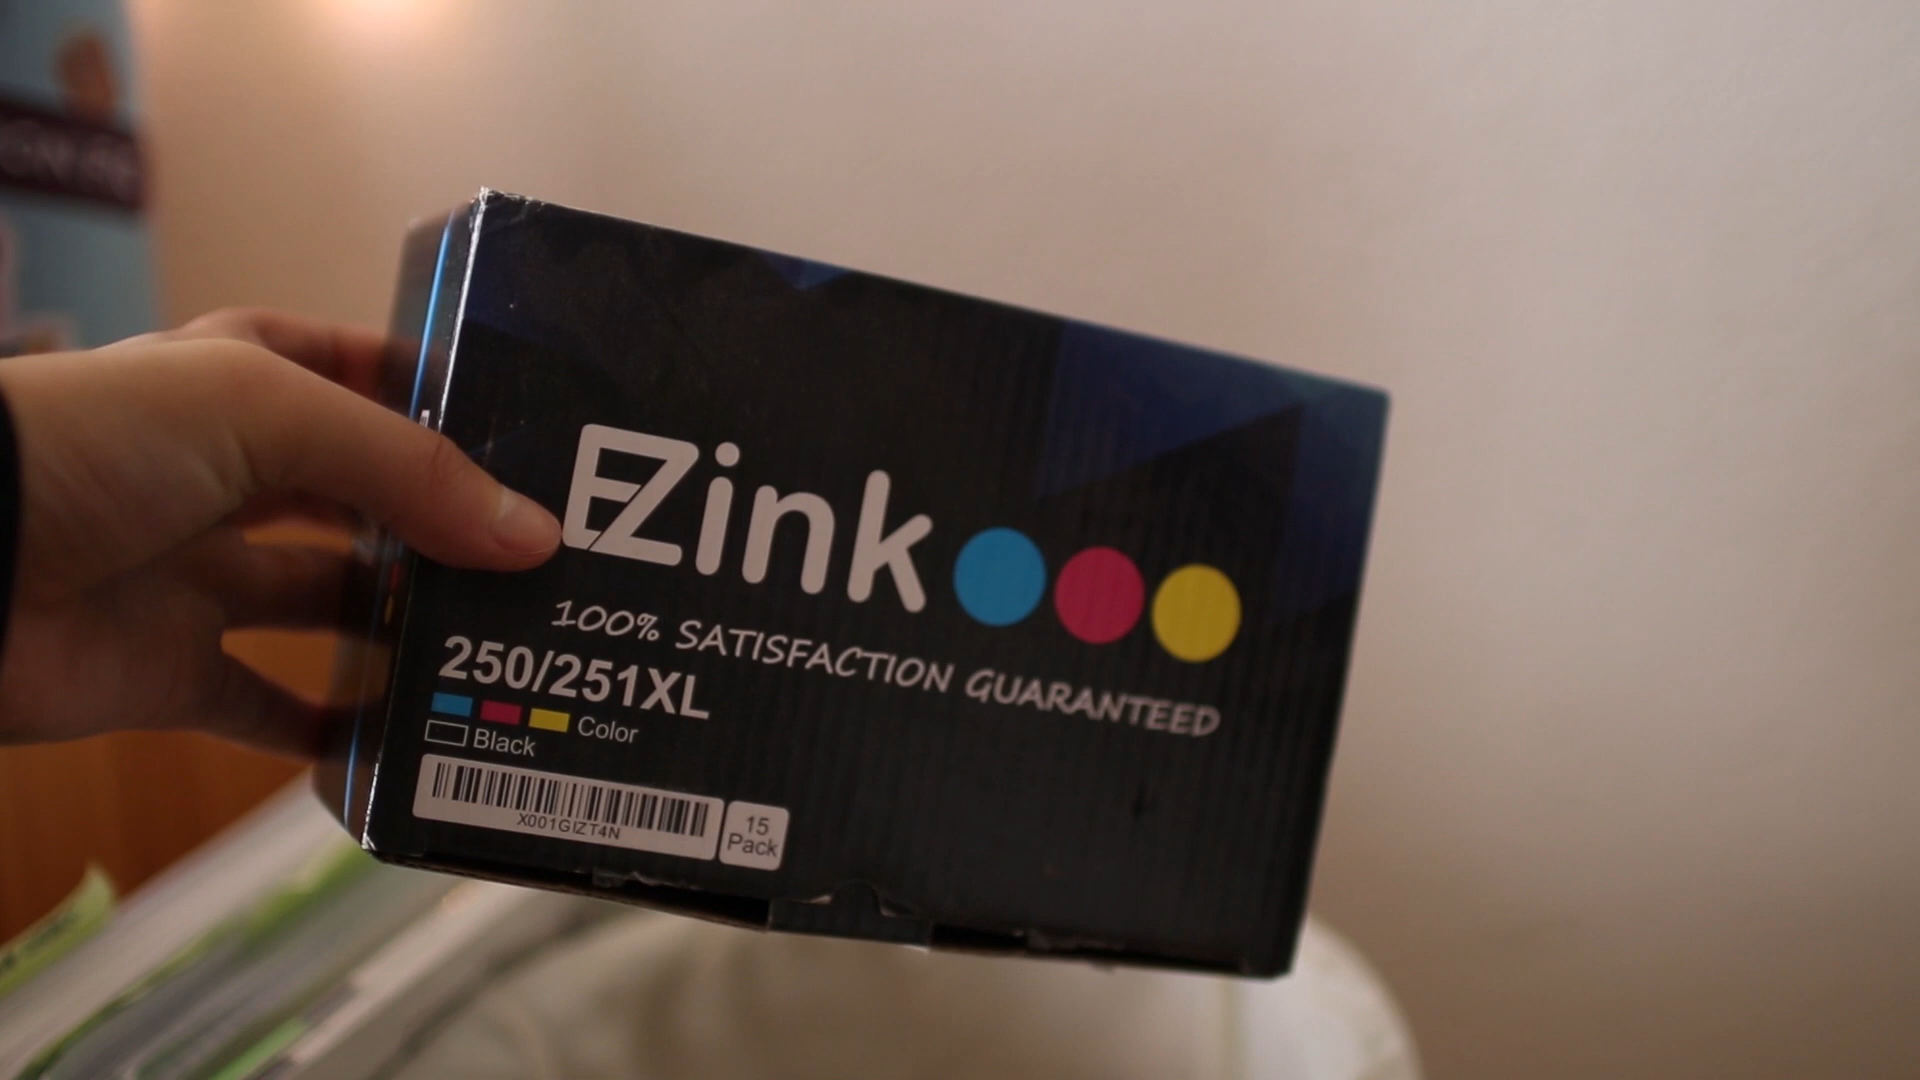 EZink
100% SATISFACTION GUARANTEED
250/251XL
Color
Black
X001GIZT4N
15
Pack